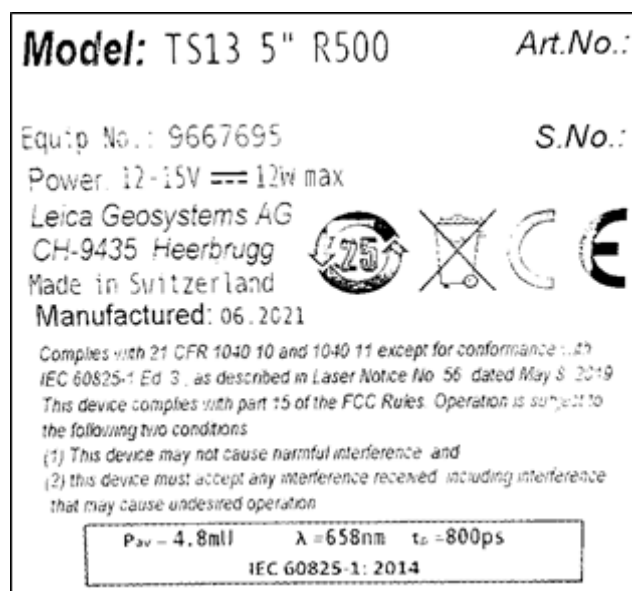 Model: TS13 5" R500 Art.No.:
Equip No.: 9667695 S.No.:
Power. 12-15V 12W max
Leica Geosystems AG
CH-9435 Heerbrugg
25 CE
Made in Switzerland
Manufactured: 06.2021
Complies with 21 CFR 1040 10 and 1040 11 except for conformance with
IEC 60825-1 Ed 3, as described in Laser Notice No 56 dated May 8 2019
This device complies with part 15 of the FCC Rules. Operation is subject to
the following two conditions
(1) This device may not cause harmful interference and
(2) this device must accept any interference received including interference
that may cause undesired operation
Pav = 4.8mW λ =658nm tp =800ps
IEC 60825-1: 2014